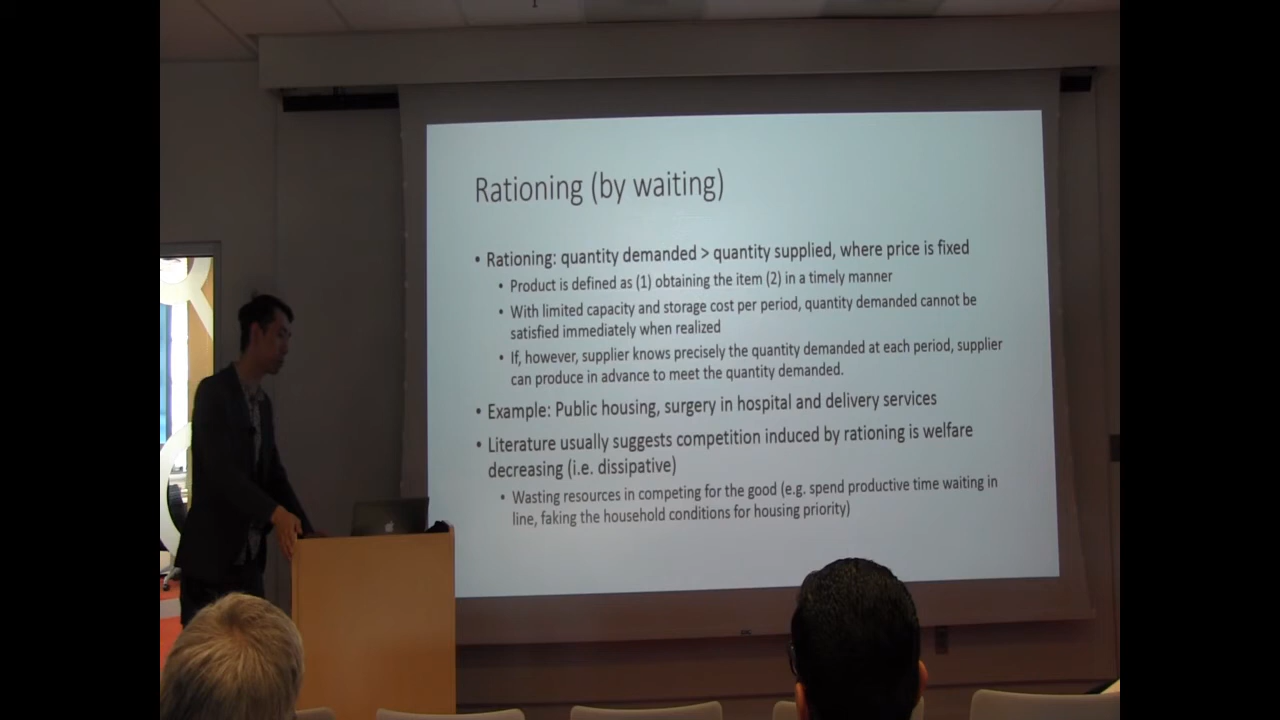 Rationing (by waiting)
• Rationing: quantity demanded > quantity supplied, where price is fixed
• Product is defined as (1) obtaining the item (2) in a timely manner
• With limited capacity and storage cost per period, quantity demanded cannot be
satisfied immediately when realized
• If, however, supplier knows precisely the quantity demanded at each period, supplier
can produce in advance to meet the quantity demanded.
• Example: Public housing, surgery in hospital and delivery services
• Literature usually suggests competition induced by rationing is welfare
decreasing (i.e. dissipative)
• Wasting resources in competing for the good (e.g. spend productive time waiting in
line, faking the household conditions for housing priority)